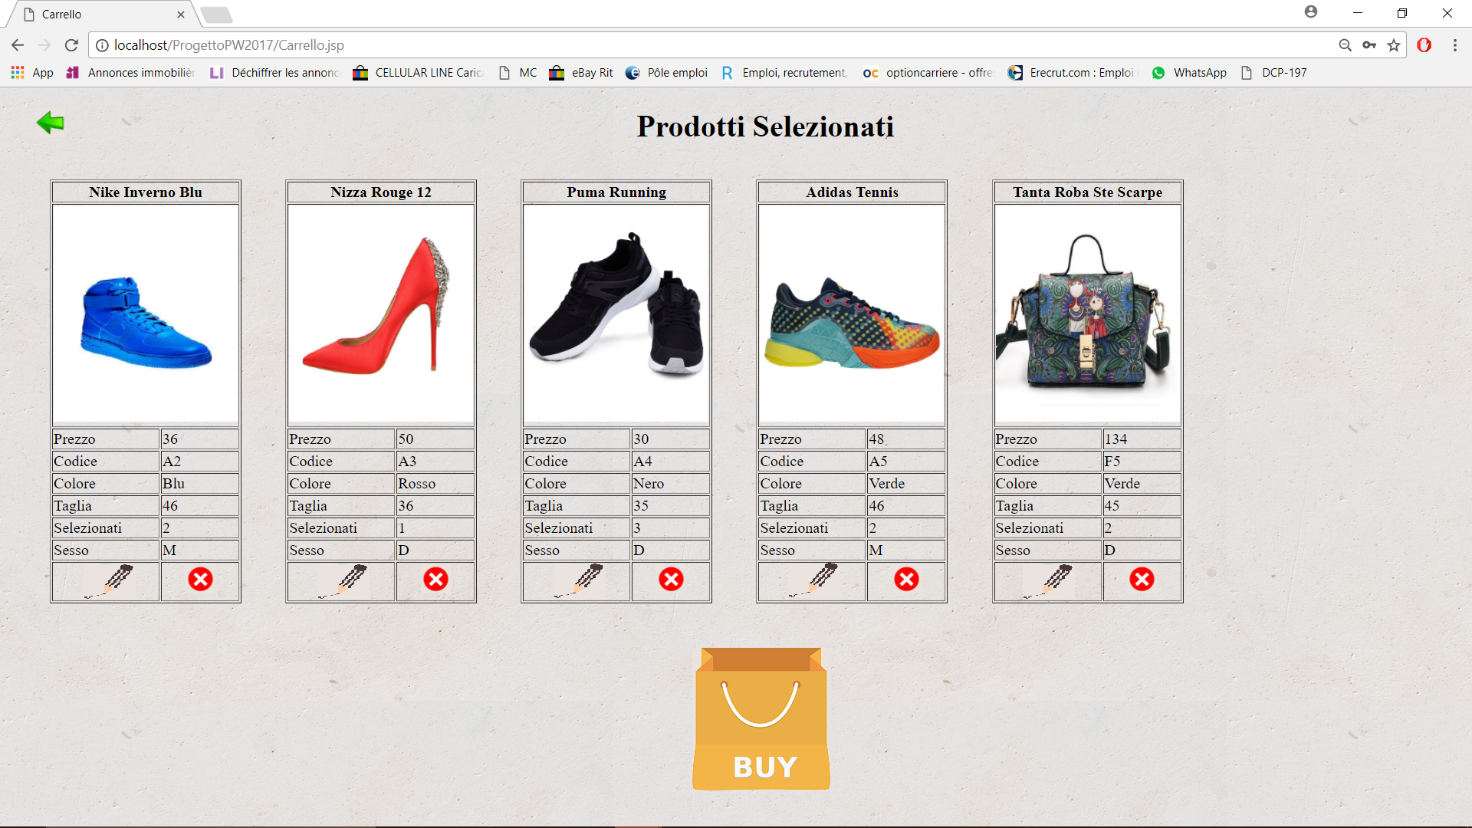 Carrello
localhost/ProgettoPW2017/Carrello.jsp
App Annonces immobilièr Déchiffrer les annonc CELLULAR LINE Caric MC eBay Rit Pôle emploi Emploi, recrutement, optioncarriere - offre Erecrut.com : Emploi WhatsApp DCP-197
Prodotti Selezionati
Nike Inverno Blu
Prezzo 36
Codice A2
Colore Blu
Taglia 46
Selezionati 2
Sesso M
Nizza Rouge 12
Prezzo 50
Codice A3
Colore Rosso
Taglia 36
Selezionati 1
Sesso D
Puma Running
Prezzo 30
Codice A4
Colore Nero
Taglia 35
Selezionati 3
Sesso D
Adidas Tennis
Prezzo 48
Codice A5
Colore Verde
Taglia 46
Selezionati 2
Sesso M
Tanta Roba Ste Scarpe
Prezzo 134
Codice F5
Colore Verde
Taglia 45
Selezionati 2
Sesso D
BUY